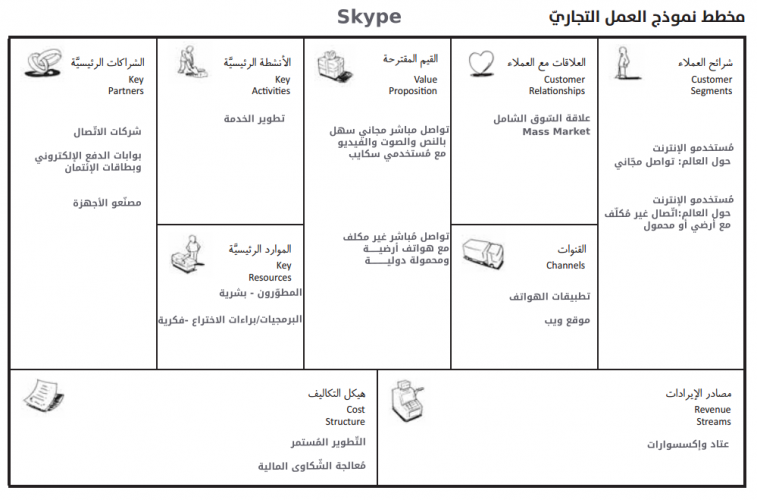 مخطط نموذج العمل التجاريّ
Skype
شرائح العملاء
Customer
Segments
مُستخدمو الإنترنت
حول العالم: تواصل مجّاني
مُستخدمو الإنترنت
حول العالم:اتّصال غير مُكلّف
مع أرضي أو محمول
العلاقات مع العملاء
Customer
Relationships
علاقة السّوق الشامل
Mass Market
القنوات
Channels
تطبيقات الهواتف
موقع ويب
القيم المقترحة
Value
Proposition
تواصل مباشر مجاني سهل
بالنص والصوت والفيديو
مع مُستخدمي سكايب
تواصل مُباشر غير مكلف
مع هواتف أرضيــــة
ومحمولة دوليـــــــة
الأنشطة الرئيسيَّة
Key
Activities
تطوير الخدمة
الموارد الرئيسيَّة
Key
Resources
المطوّرون - بشرية
البرمجيات/براءات الاختراع -فكرية
الشراكات الرئيسيَّة
Key
Partners
شركات الاتّصال
بوابات الدفع الإلكتروني
وبطاقات الإئتمان
مصنّعو الأجهزة
مصادر الإيرادات
Revenue
Streams
عتاد وإكسسوارات
هيكل التكاليف
Cost
Structure
التّطوير المُستمر
مُعالجة الشّكاوى المالية